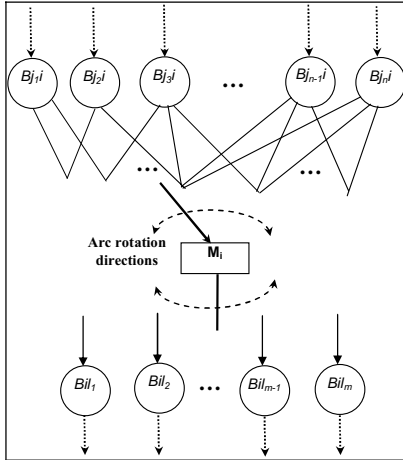 Bj₁i Bj₂i Bj₃i ... Bjₙ₋₁i Bjₙi
... ...
Arc rotation
directions
Mᵢ
Bil₁ Bil₂ ... Bilₘ₋₁ Bilₘ